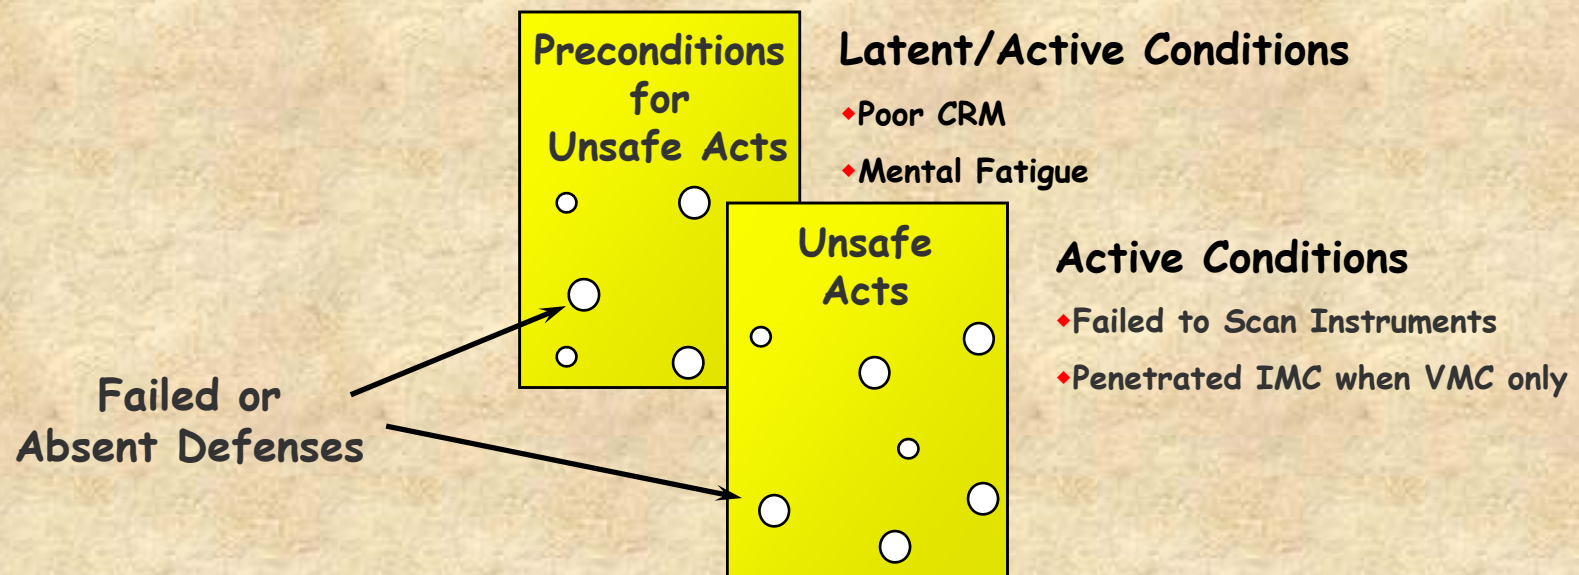 Preconditions
for
Unsafe Acts
Latent/Active Conditions
Poor CRM
Mental Fatigue
Unsafe
Acts
Active Conditions
Failed to Scan Instruments
Penetrated IMC when VMC only
Failed or
Absent Defenses